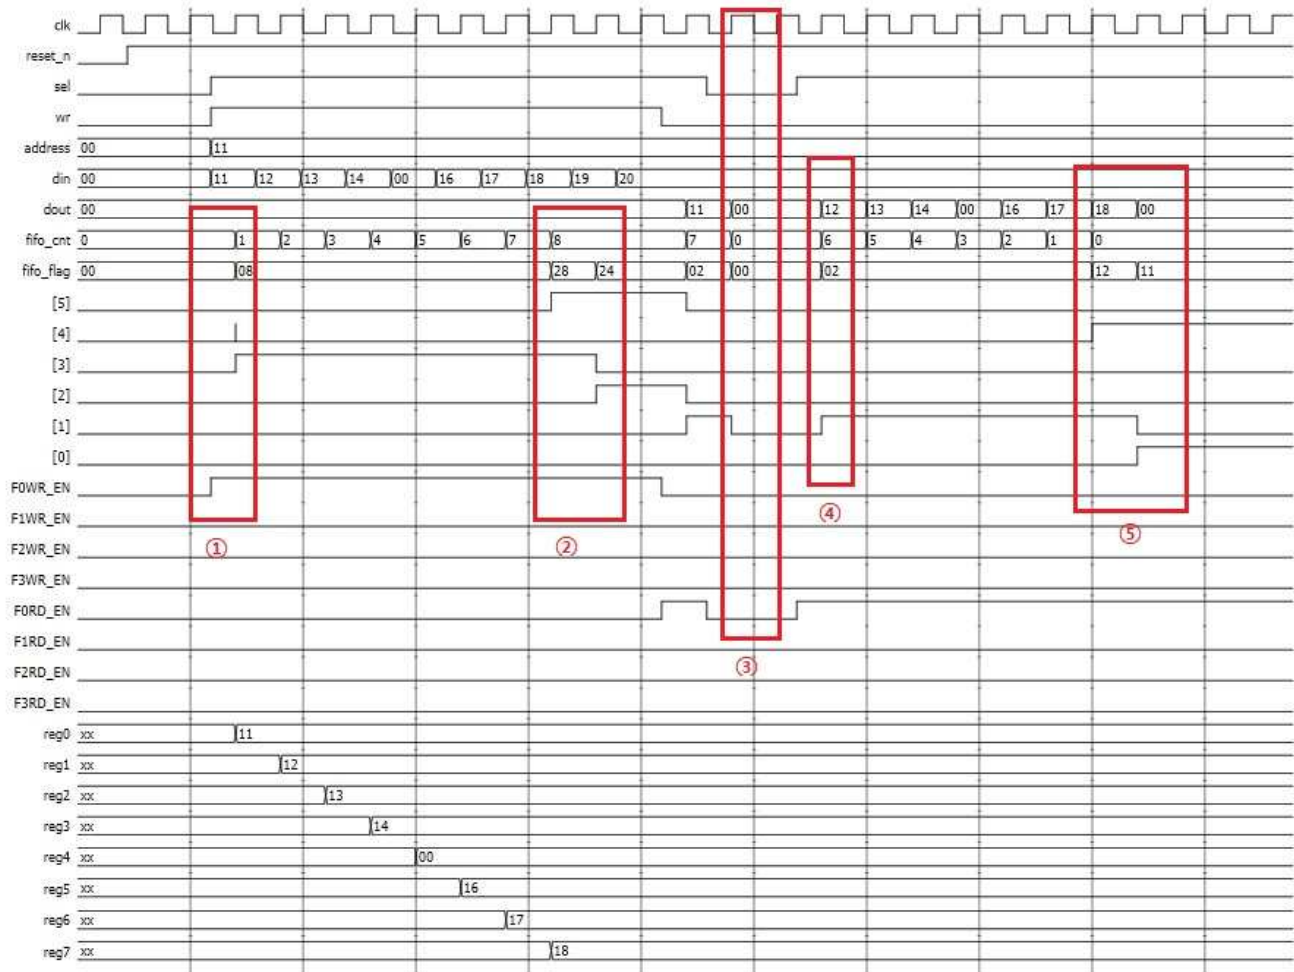 clk
reset_n
sel
wr
address 00 11
din 00 11 12 13 14 00 16 17 18 19 20
dout 00 11 00 12 13 14 00 16 17 18 00
fifo_cnt 0 1 2 3 4 5 6 7 8 7 0 6 5 4 3 2 1 0
fifo_flag 00 08 28 24 02 00 02 12 11
[5]
[4]
[3]
[2]
[1]
[0]
F0WR_EN
④
F1WR_EN
⑤
① ②
F2WR_EN
F3WR_EN
F0RD_EN
F1RD_EN
③
F2RD_EN
F3RD_EN
reg0 xx 11
reg1 xx 12
reg2 xx 13
reg3 xx 14
reg4 xx 00
reg5 xx 16
reg6 xx 17
reg7 xx 18